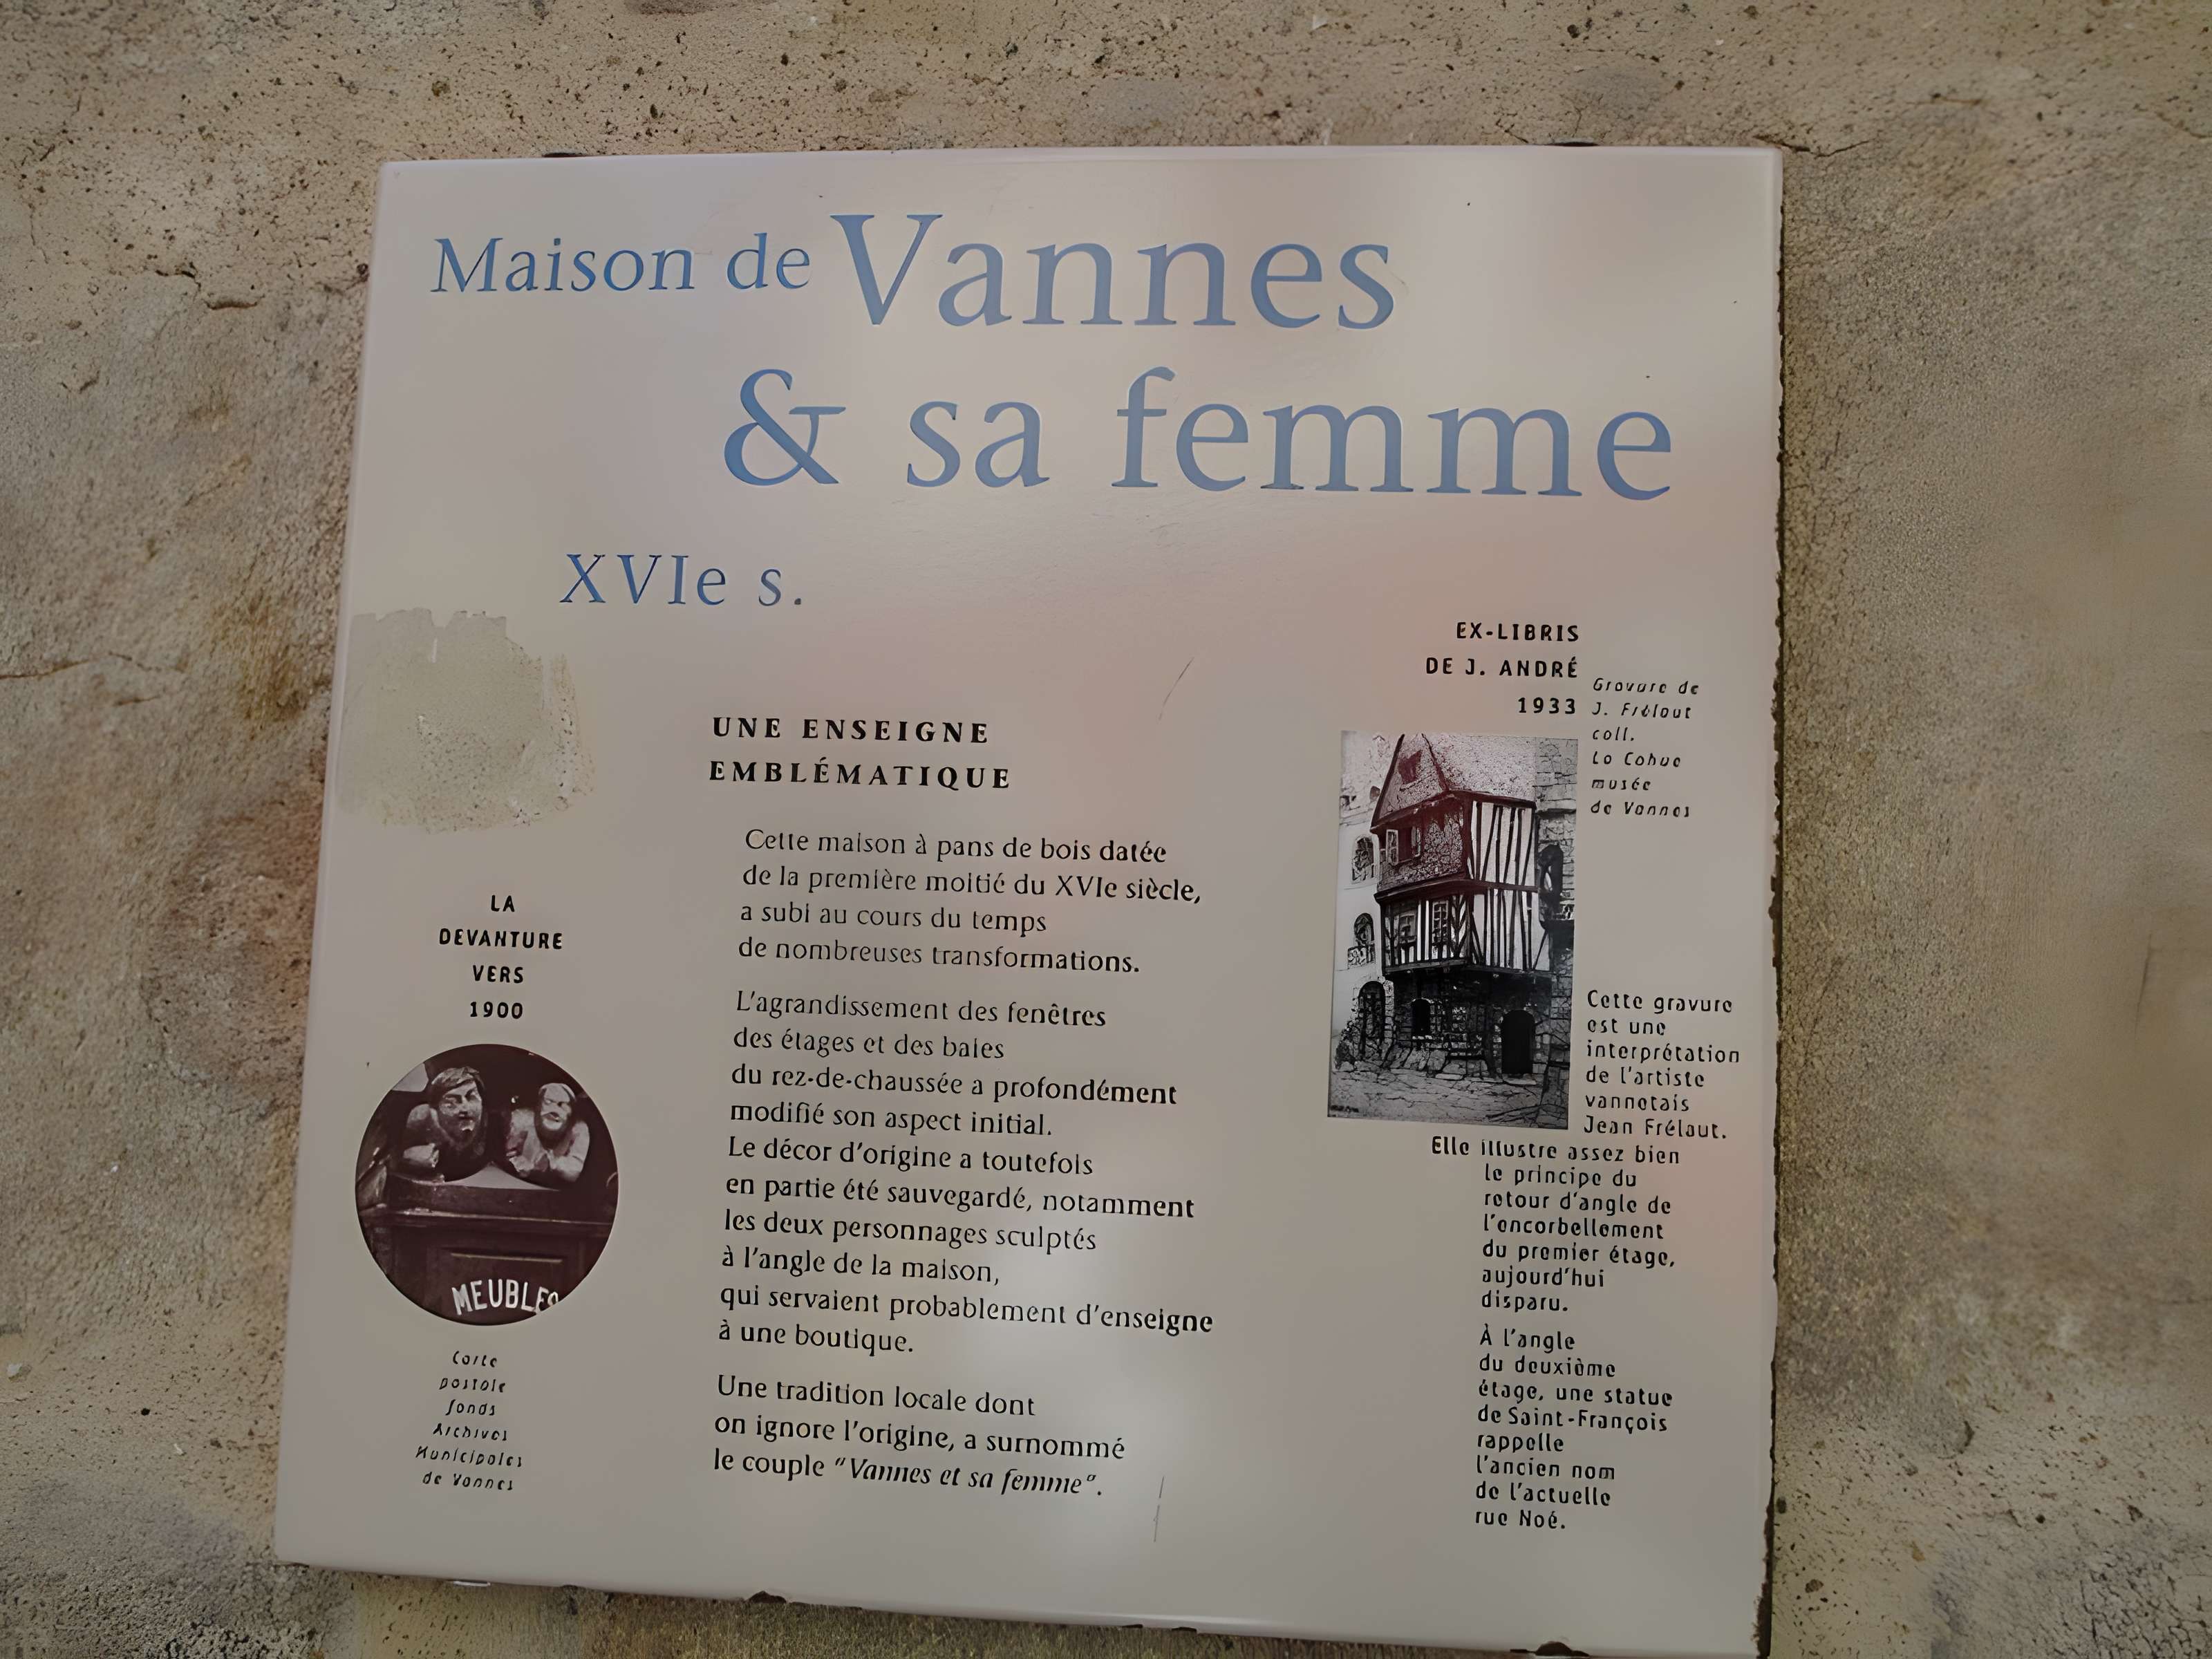 Maison de Vannes
& sa femme
XVIe s.
UNE ENSEIGNE
EMBLÉMATIQUE
Cette maison à pans de bois datée
de la première moitié du XVIe siècle,
a subi au cours du temps
de nombreuses transformations.
L'agrandissement des fenêtres
des étages et des baies
du rez-de-chaussée a profondément
modifié son aspect initial.
Le décor d'origine a toutefois
en partie été sauvegardé, notamment
les deux personnages sculptés
à l'angle de la maison,
qui servaient probablement d'enseigne
à une boutique.
Une tradition locale dont
on ignore l'origine, a surnommé
le couple "Vannes et sa femme".
LA
DEVANTURE
VERS
1900
MEUBLES
Carte
postale
fonds
Archives
Municipales
de Vannes
EX-LIBRIS
DE J. ANDRÉ
1933
Gravure de
J. Frélaut
coll.
La Cohue
musée
de Vannes
Cette gravure
est une
interprétation
de l'artiste
vannetais
Jean Frélaut.
Elle illustre assez bien
le principe du
retour d'angle de
l'encorbellement
du premier étage,
aujourd'hui
disparu.
À l'angle
du deuxième
étage, une statue
de Saint-François
rappelle
l'ancien nom
de l'actuelle
rue Noé.